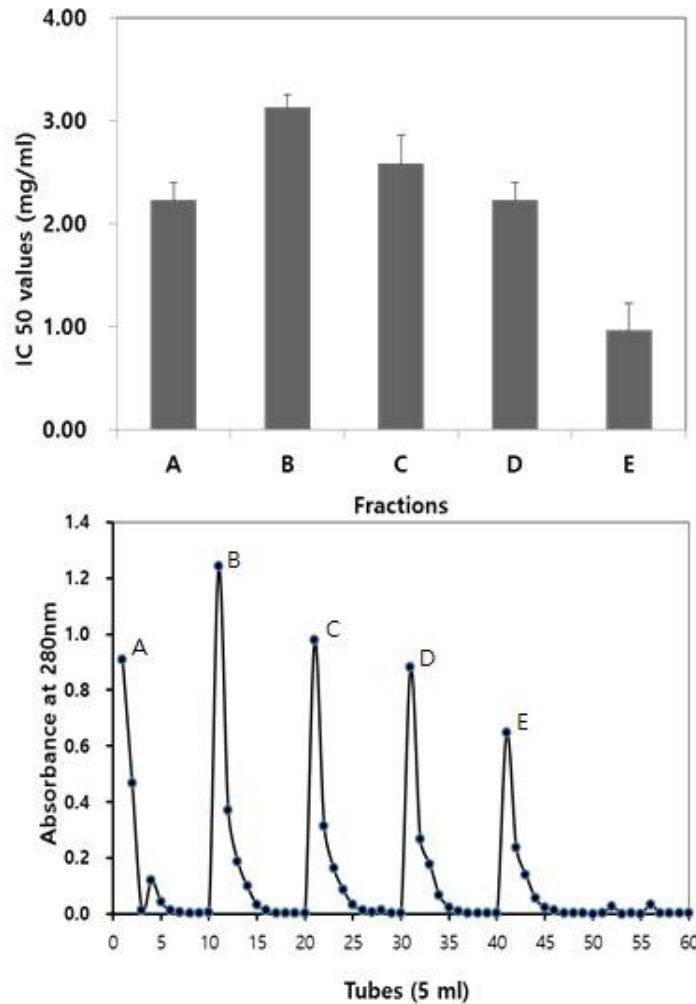 4.00
3.00
2.00
1.00
0.00
IC 50 values (mg/ml)
A B C D E
Fractions
1.4
1.2
1.0
0.8
0.6
0.4
0.2
0.0
Absorbance at 280nm
A
B
C
D
E
0 5 10 15 20 25 30 35 40 45 50 55 60
Tubes (5 ml)